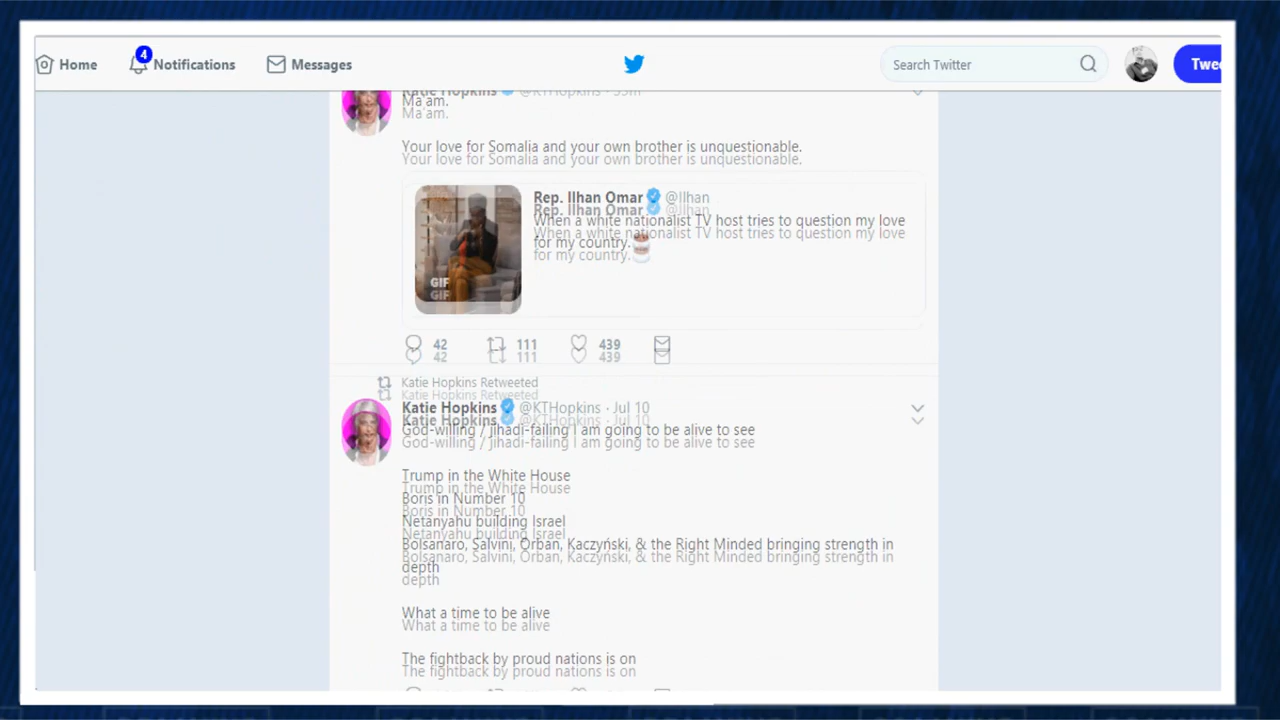 Home
4
Notifications
Messages
Search Twitter
Twee
Katie Hopkins @KTHopkins · 35m
Ma'am.
Your love for Somalia and your own brother is unquestionable.
Rep. Ilhan Omar @Ilhan
When a white nationalist TV host tries to question my love
for my country.
GIF
42 111 439
Katie Hopkins Retweeted
Katie Hopkins @KTHopkins · Jul 10
God-willing / jihadi-failing I am going to be alive to see
Trump in the White House
Boris in Number 10
Netanyahu building Israel
Bolsanaro, Salvini, Orban, Kaczyński, & the Right Minded bringing strength in
depth
What a time to be alive
The fightback by proud nations is on